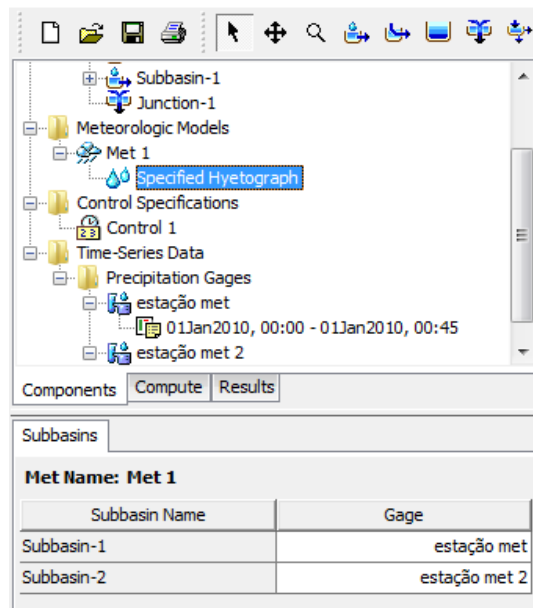 Subbasin-1
Junction-1
Meteorologic Models
Met 1
Specified Hyetograph
Control Specifications
Control 1
Time-Series Data
Precipitation Gages
estação met
01Jan2010, 00:00 - 01Jan2010, 00:45
estação met 2
Components Compute Results
Subbasins
Met Name: Met 1
Subbasin Name Gage
Subbasin-1 estação met
Subbasin-2 estação met 2